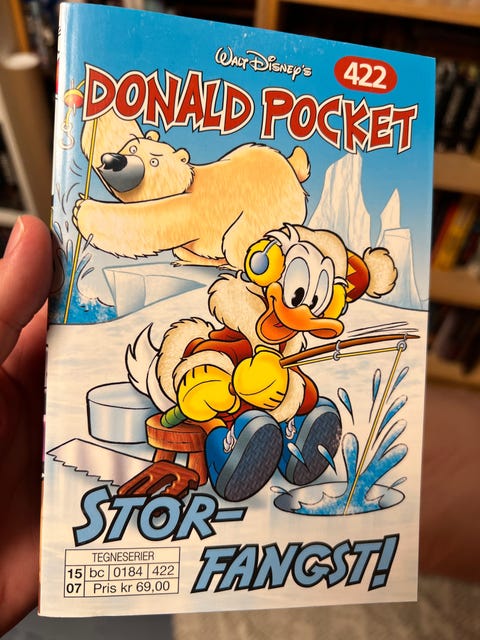 Walt Disney's
422
DONALD POCKET
STOR-
FANGST!
TEGNESERIER
15 bc 0184 422
07 Pris kr 69,00